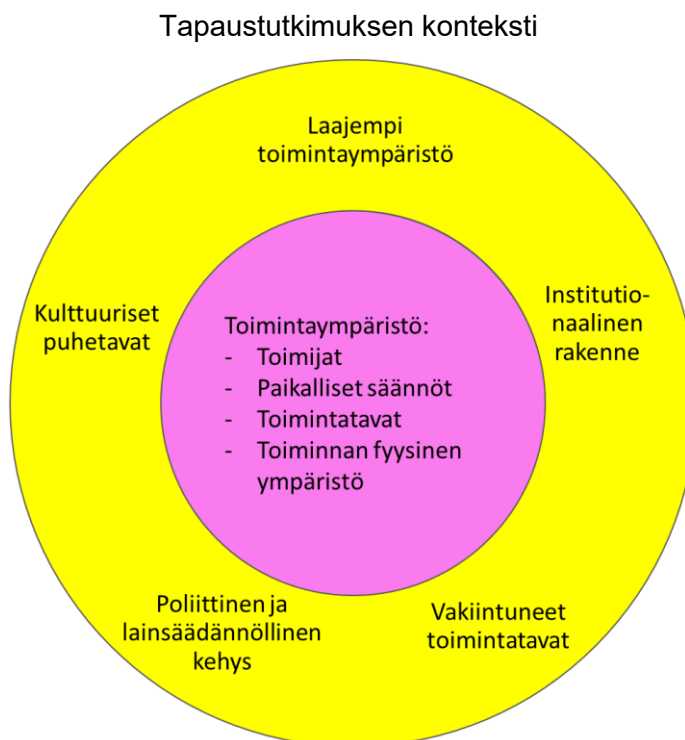 Tapaustutkimuksen konteksti
Laajempi
toimintaympäristö
Kulttuuriset
puhetavat
Institutio-
naalinen
rakenne
Toimintaympäristö:
- Toimijat
- Paikalliset säännöt
- Toimintatavat
- Toiminnan fyysinen
ympäristö
Poliittinen ja
lainsäädännöllinen
kehys
Vakiintuneet
toimintatavat